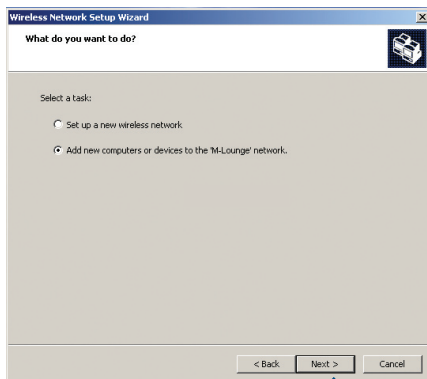 Wireless Network Setup Wizard
What do you want to do?
Select a task:
Set up a new wireless network
Add new computers or devices to the 'M-Lounge' network.
< Back Next > Cancel